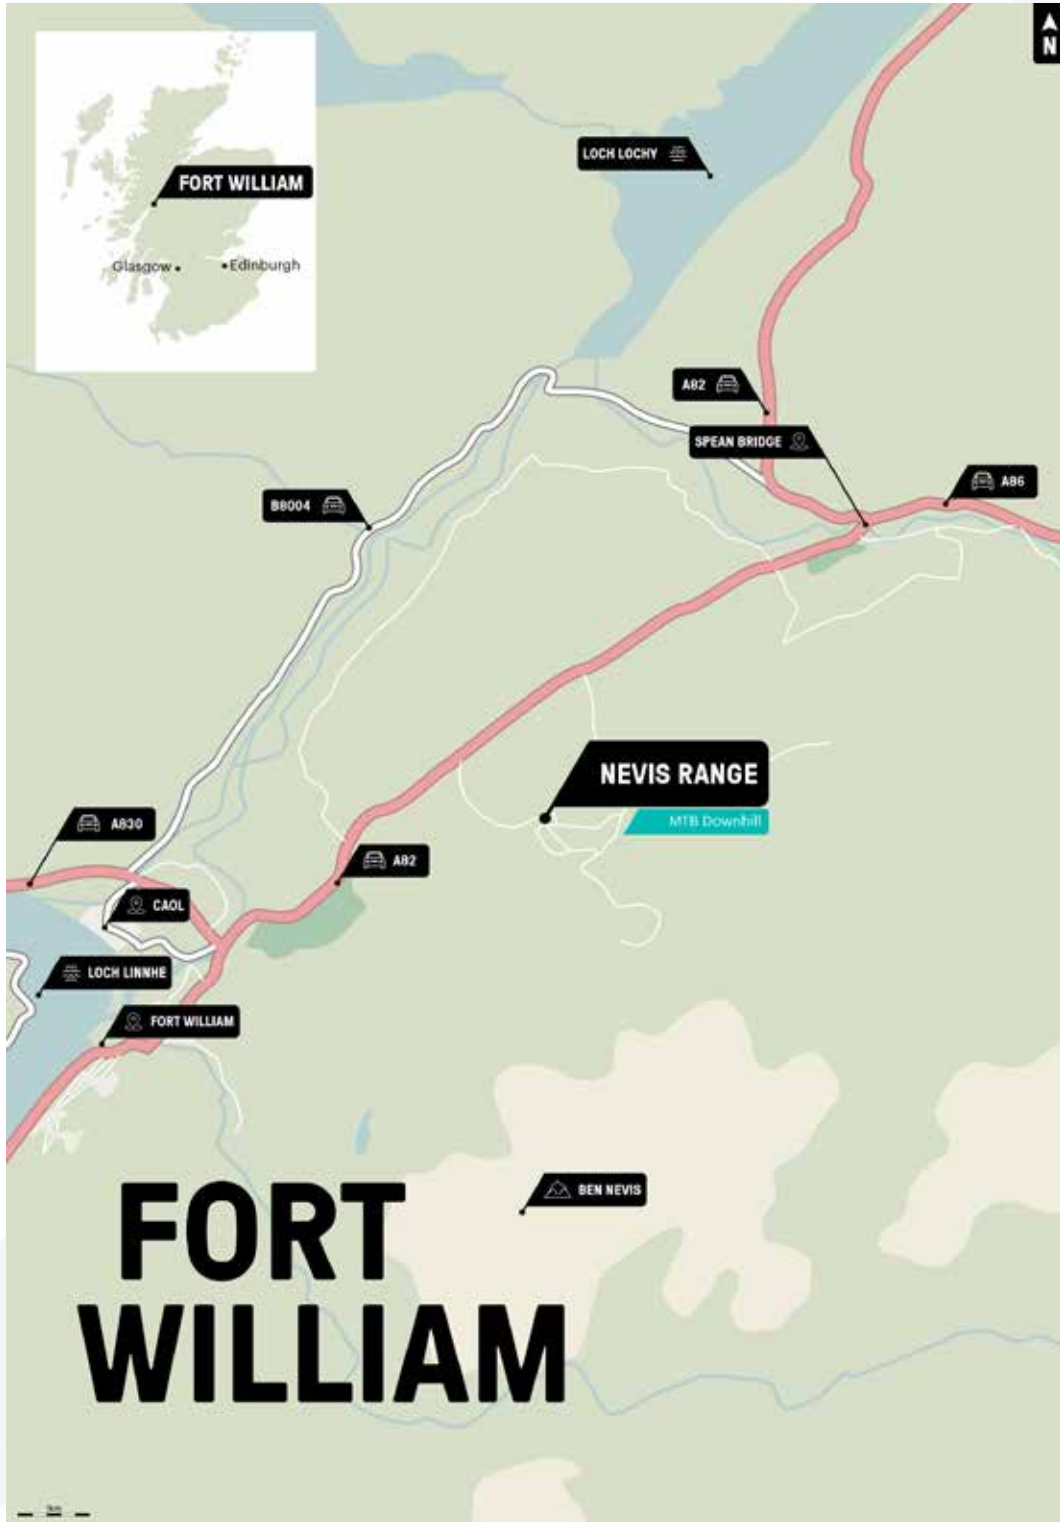 N
FORT WILLIAM
Glasgow
Edinburgh
LOCH LOCHY
A82
SPEAN BRIDGE
A86
B8004
NEVIS RANGE
MTB Downhill
A830
A82
CAOL
LOCH LINNHE
FORT WILLIAM
BEN NEVIS
FORT
WILLIAM